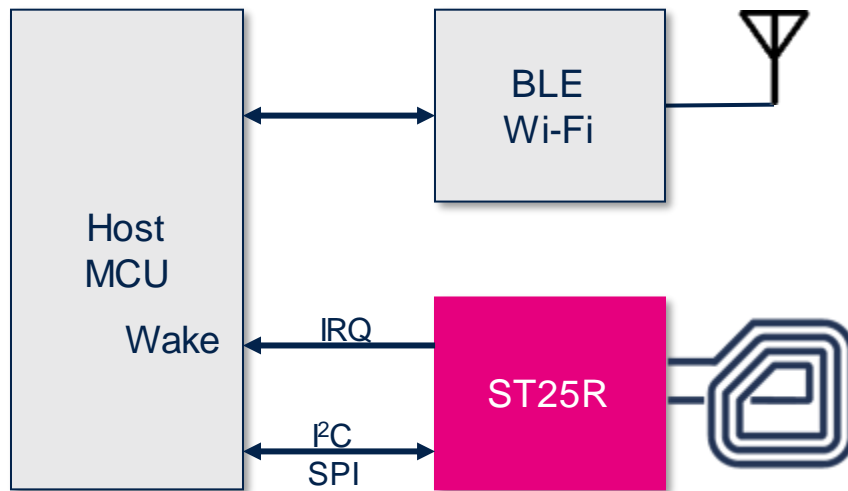 Host
MCU
Wake
BLE
Wi-Fi
IRQ
ST25R
I²C
SPI